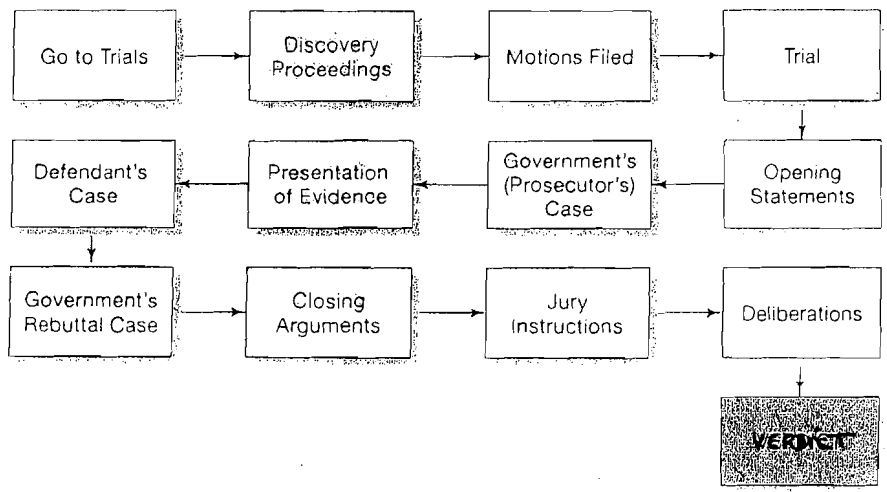 Go to Trials
Discovery
Proceedings
Motions Filed
Trial
Opening
Statements
Government's
(Prosecutor's)
Case
Presentation
of Evidence
Defendant's
Case
Government's
Rebuttal Case
Closing
Arguments
Jury
Instructions
Deliberations
VERDICT